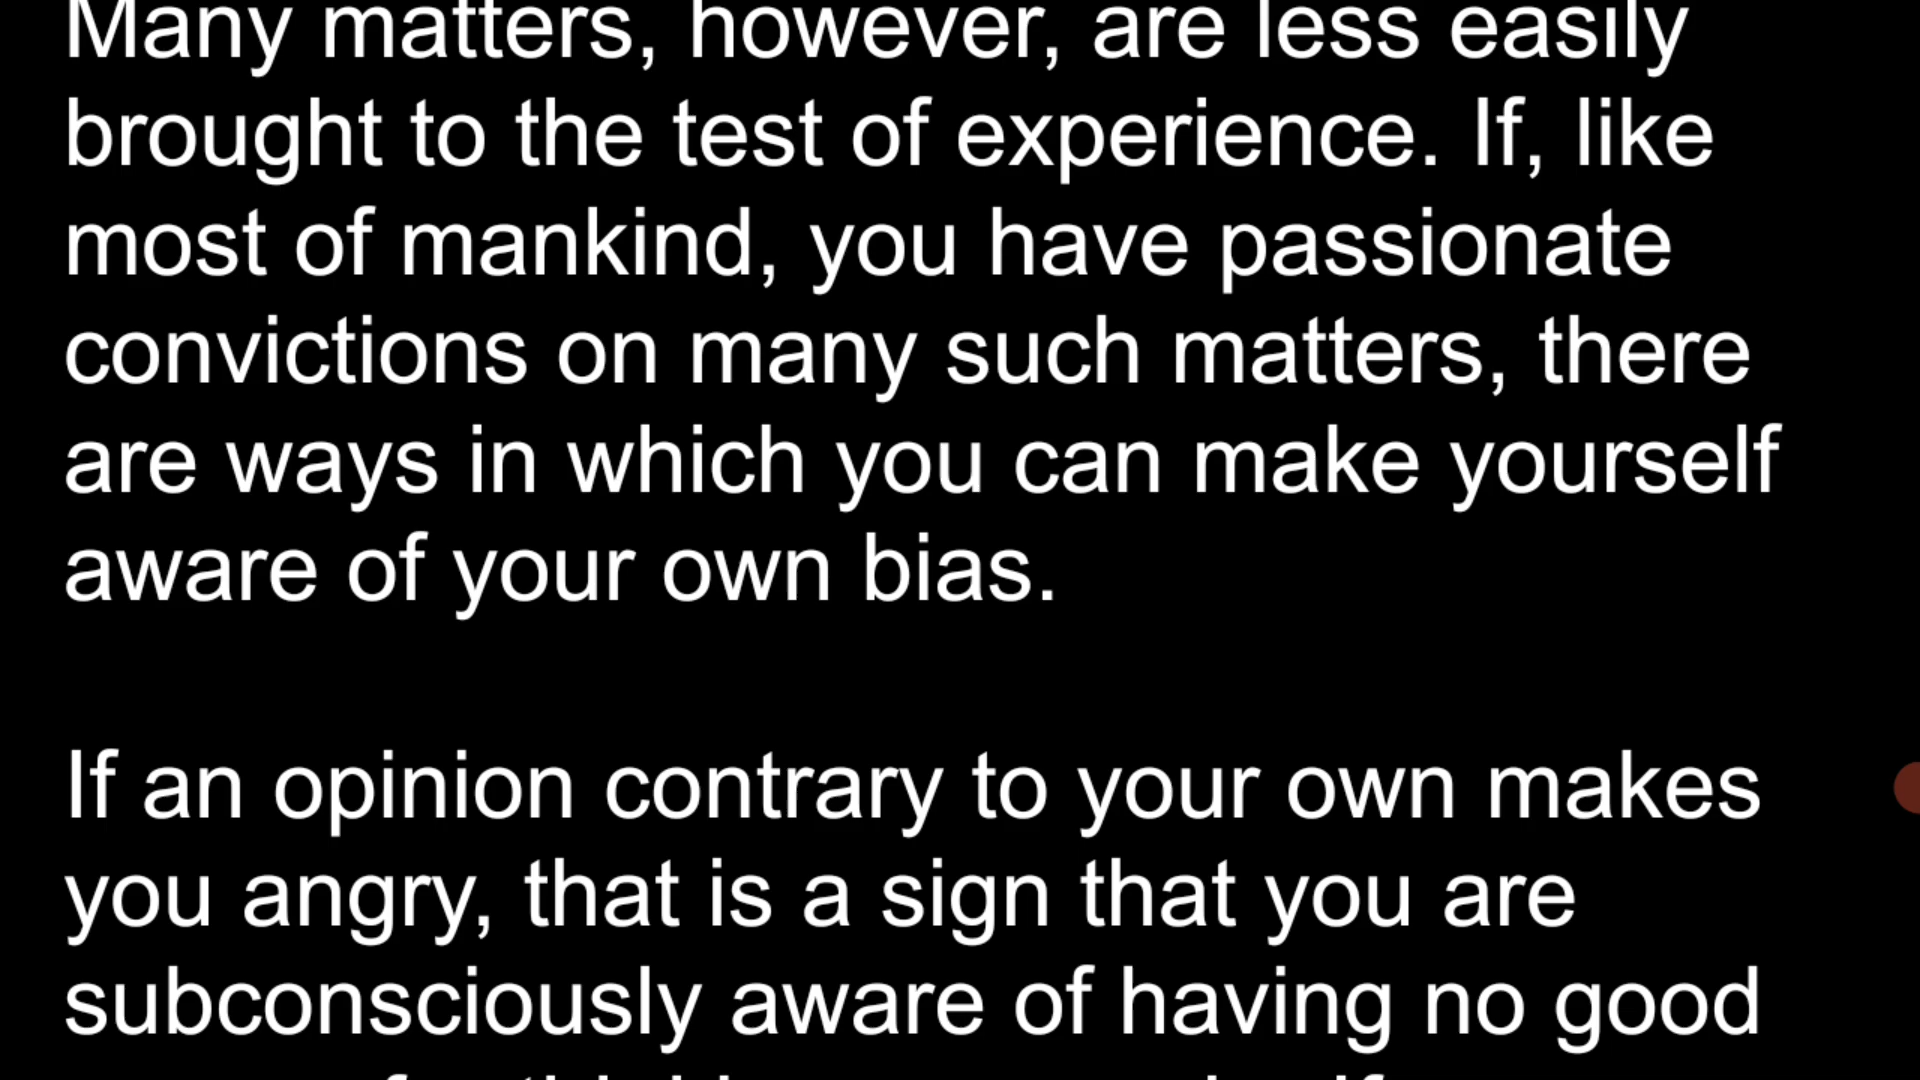 Many matters, however, are less easily
brought to the test of experience. If, like
most of mankind, you have passionate
convictions on many such matters, there
are ways in which you can make yourself
aware of your own bias.
If an opinion contrary to your own makes
you angry, that is a sign that you are
subconsciously aware of having no good